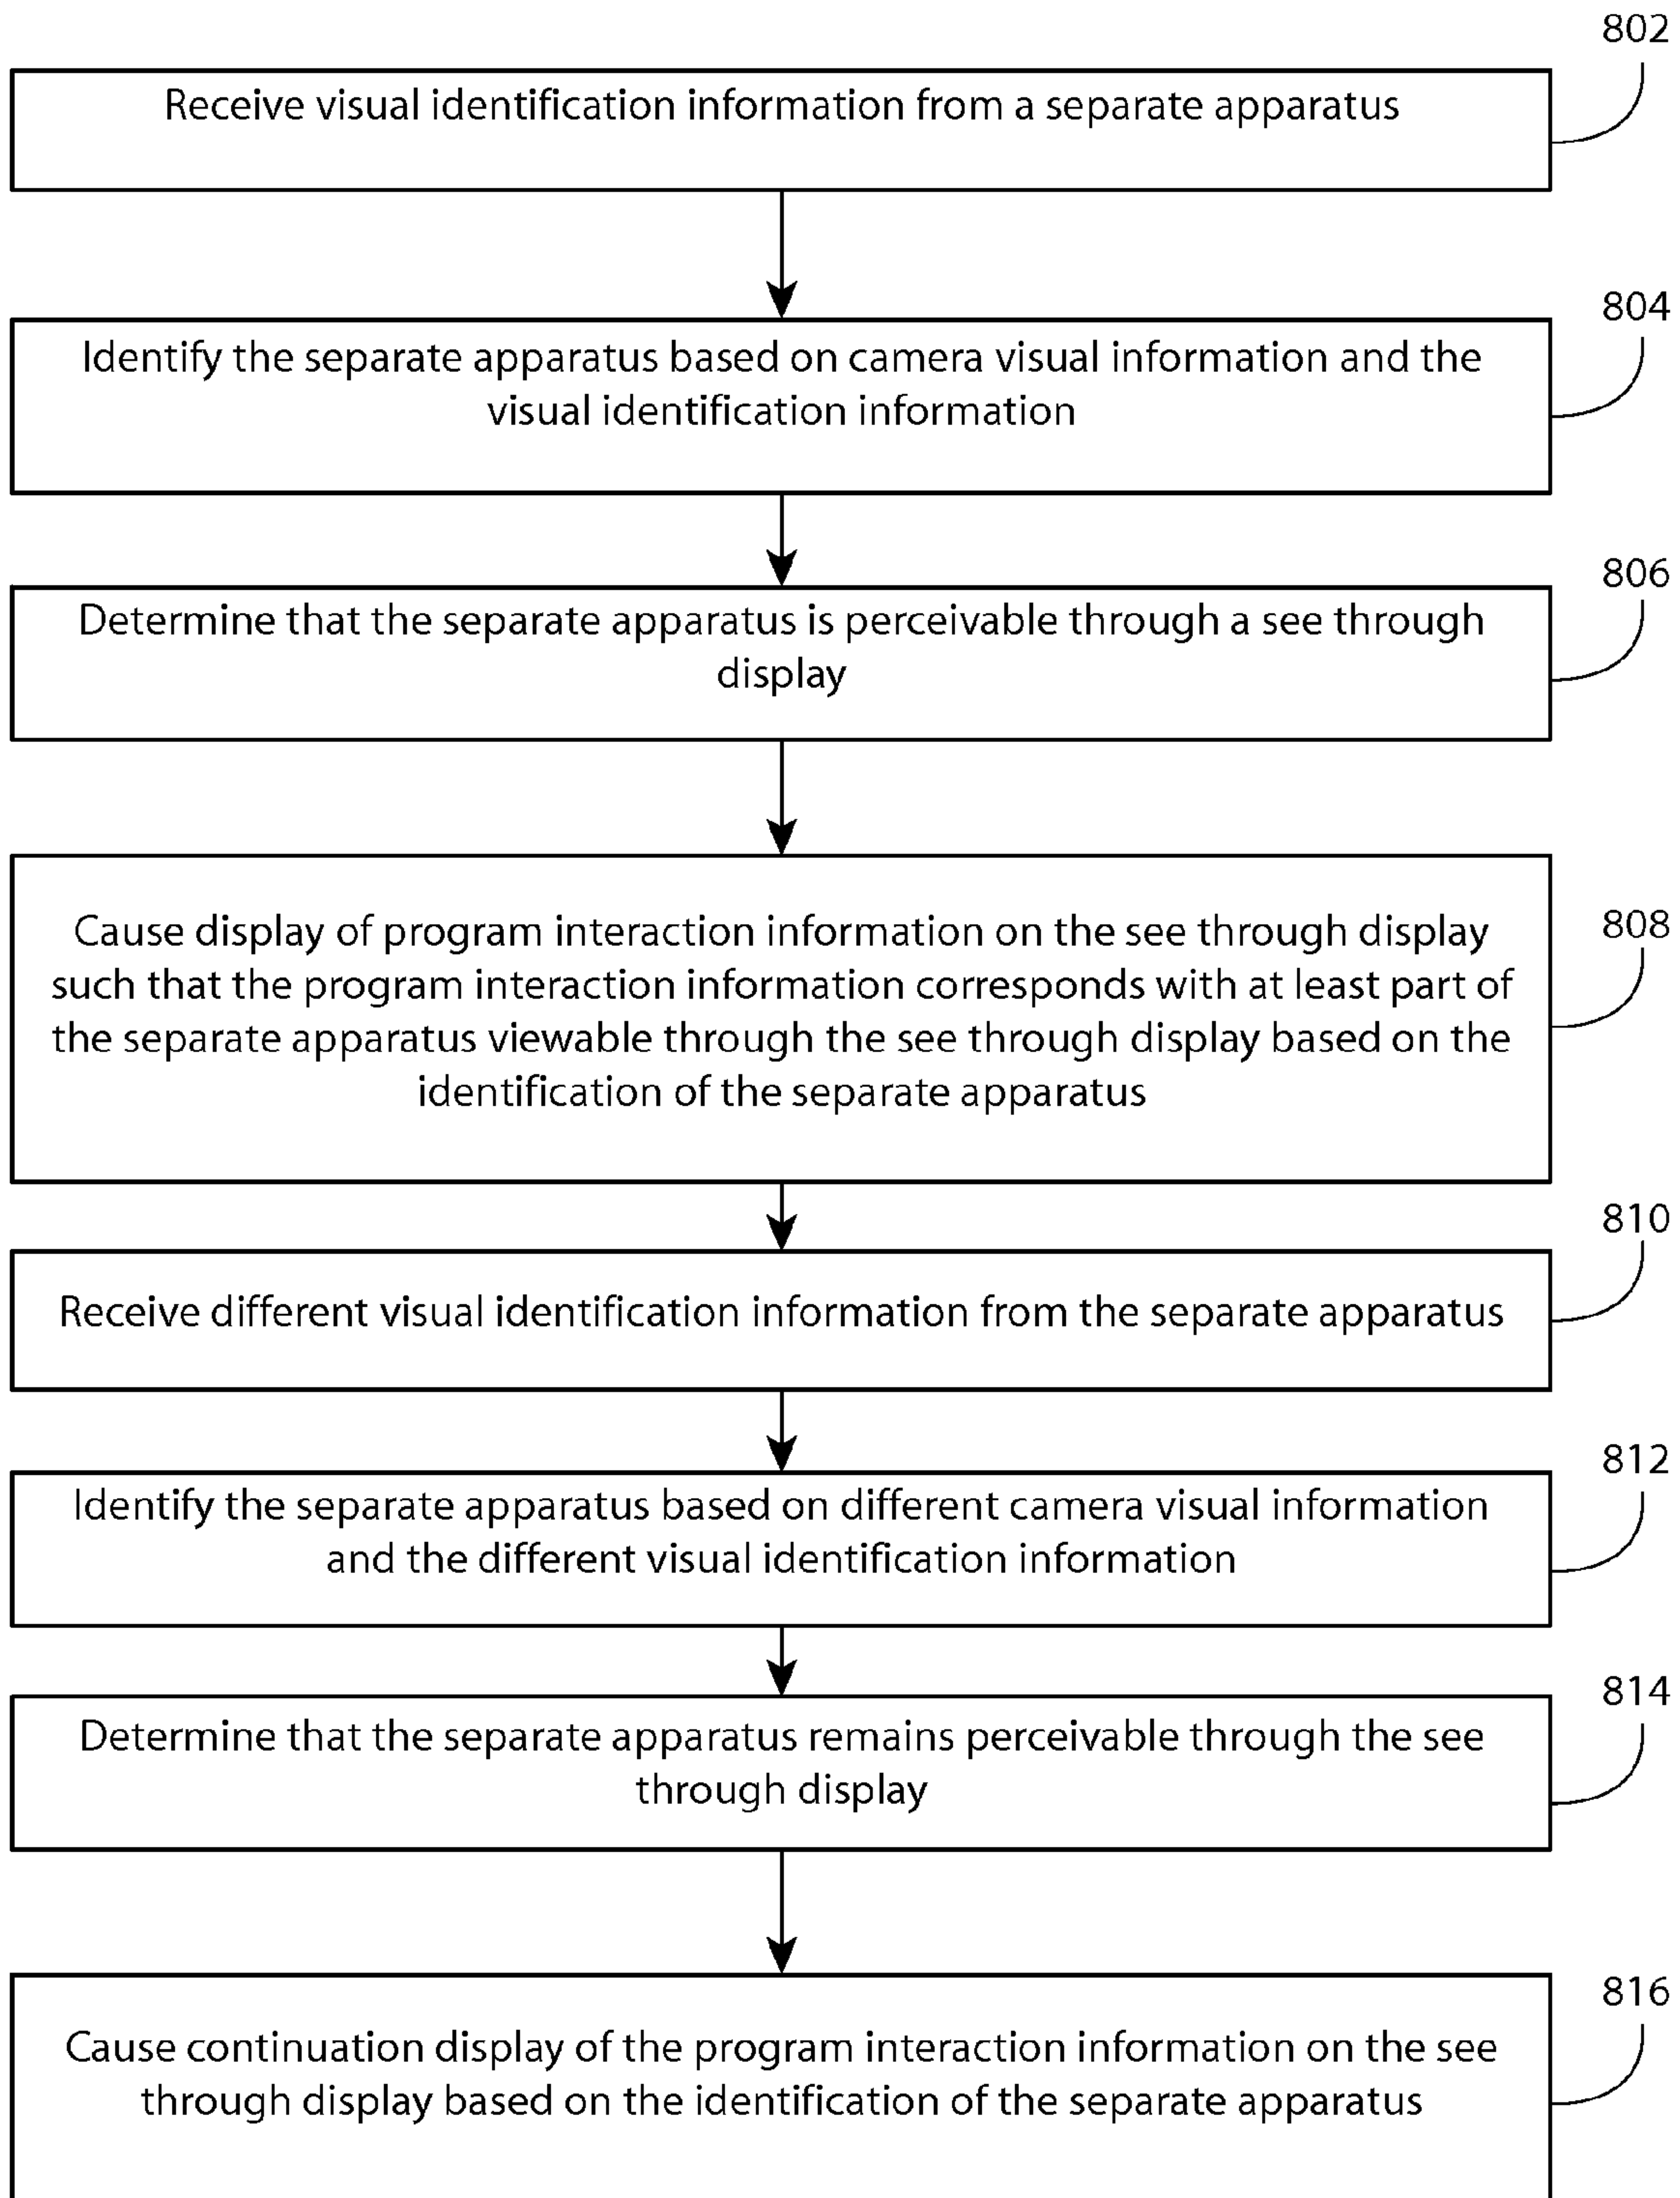 802
Receive visual identification information from a separate apparatus
804
Identify the separate apparatus based on camera visual information and the
visual identification information
806
Determine that the separate apparatus is perceivable through a see through
display
808
Cause display of program interaction information on the see through display
such that the program interaction information corresponds with at least part of
the separate apparatus viewable through the see through display based on the
identification of the separate apparatus
810
Receive different visual identification information from the separate apparatus
812
Identify the separate apparatus based on different camera visual information
and the different visual identification information
814
Determine that the separate apparatus remains perceivable through the see
through display
816
Cause continuation display of the program interaction information on the see
through display based on the identification of the separate apparatus